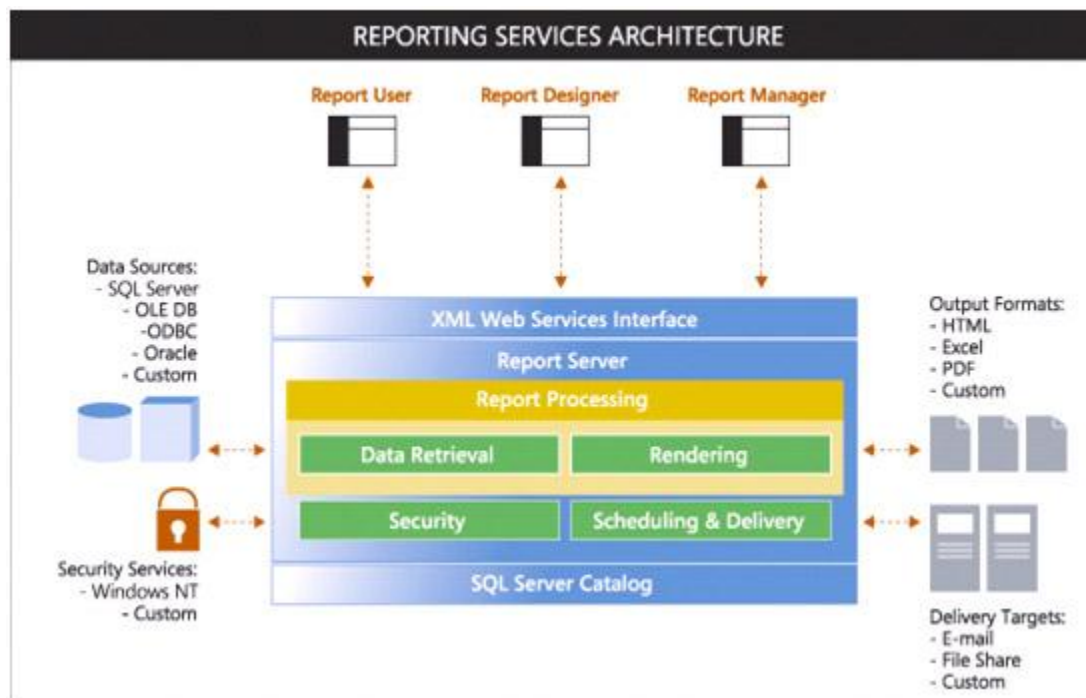 REPORTING SERVICES ARCHITECTURE
Report User
Report Designer
Report Manager
Data Sources:
- SQL Server
- OLE DB
-ODBC
- Oracle
- Custom
XML Web Services Interface
Report Server
Report Processing
Data Retrieval
Rendering
Security
Scheduling & Delivery
SQL Server Catalog
Output Formats:
- HTML
- Excel
- PDF
- Custom
Security Services:
- Windows NT
- Custom
Delivery Targets:
- E-mail
- File Share
- Custom